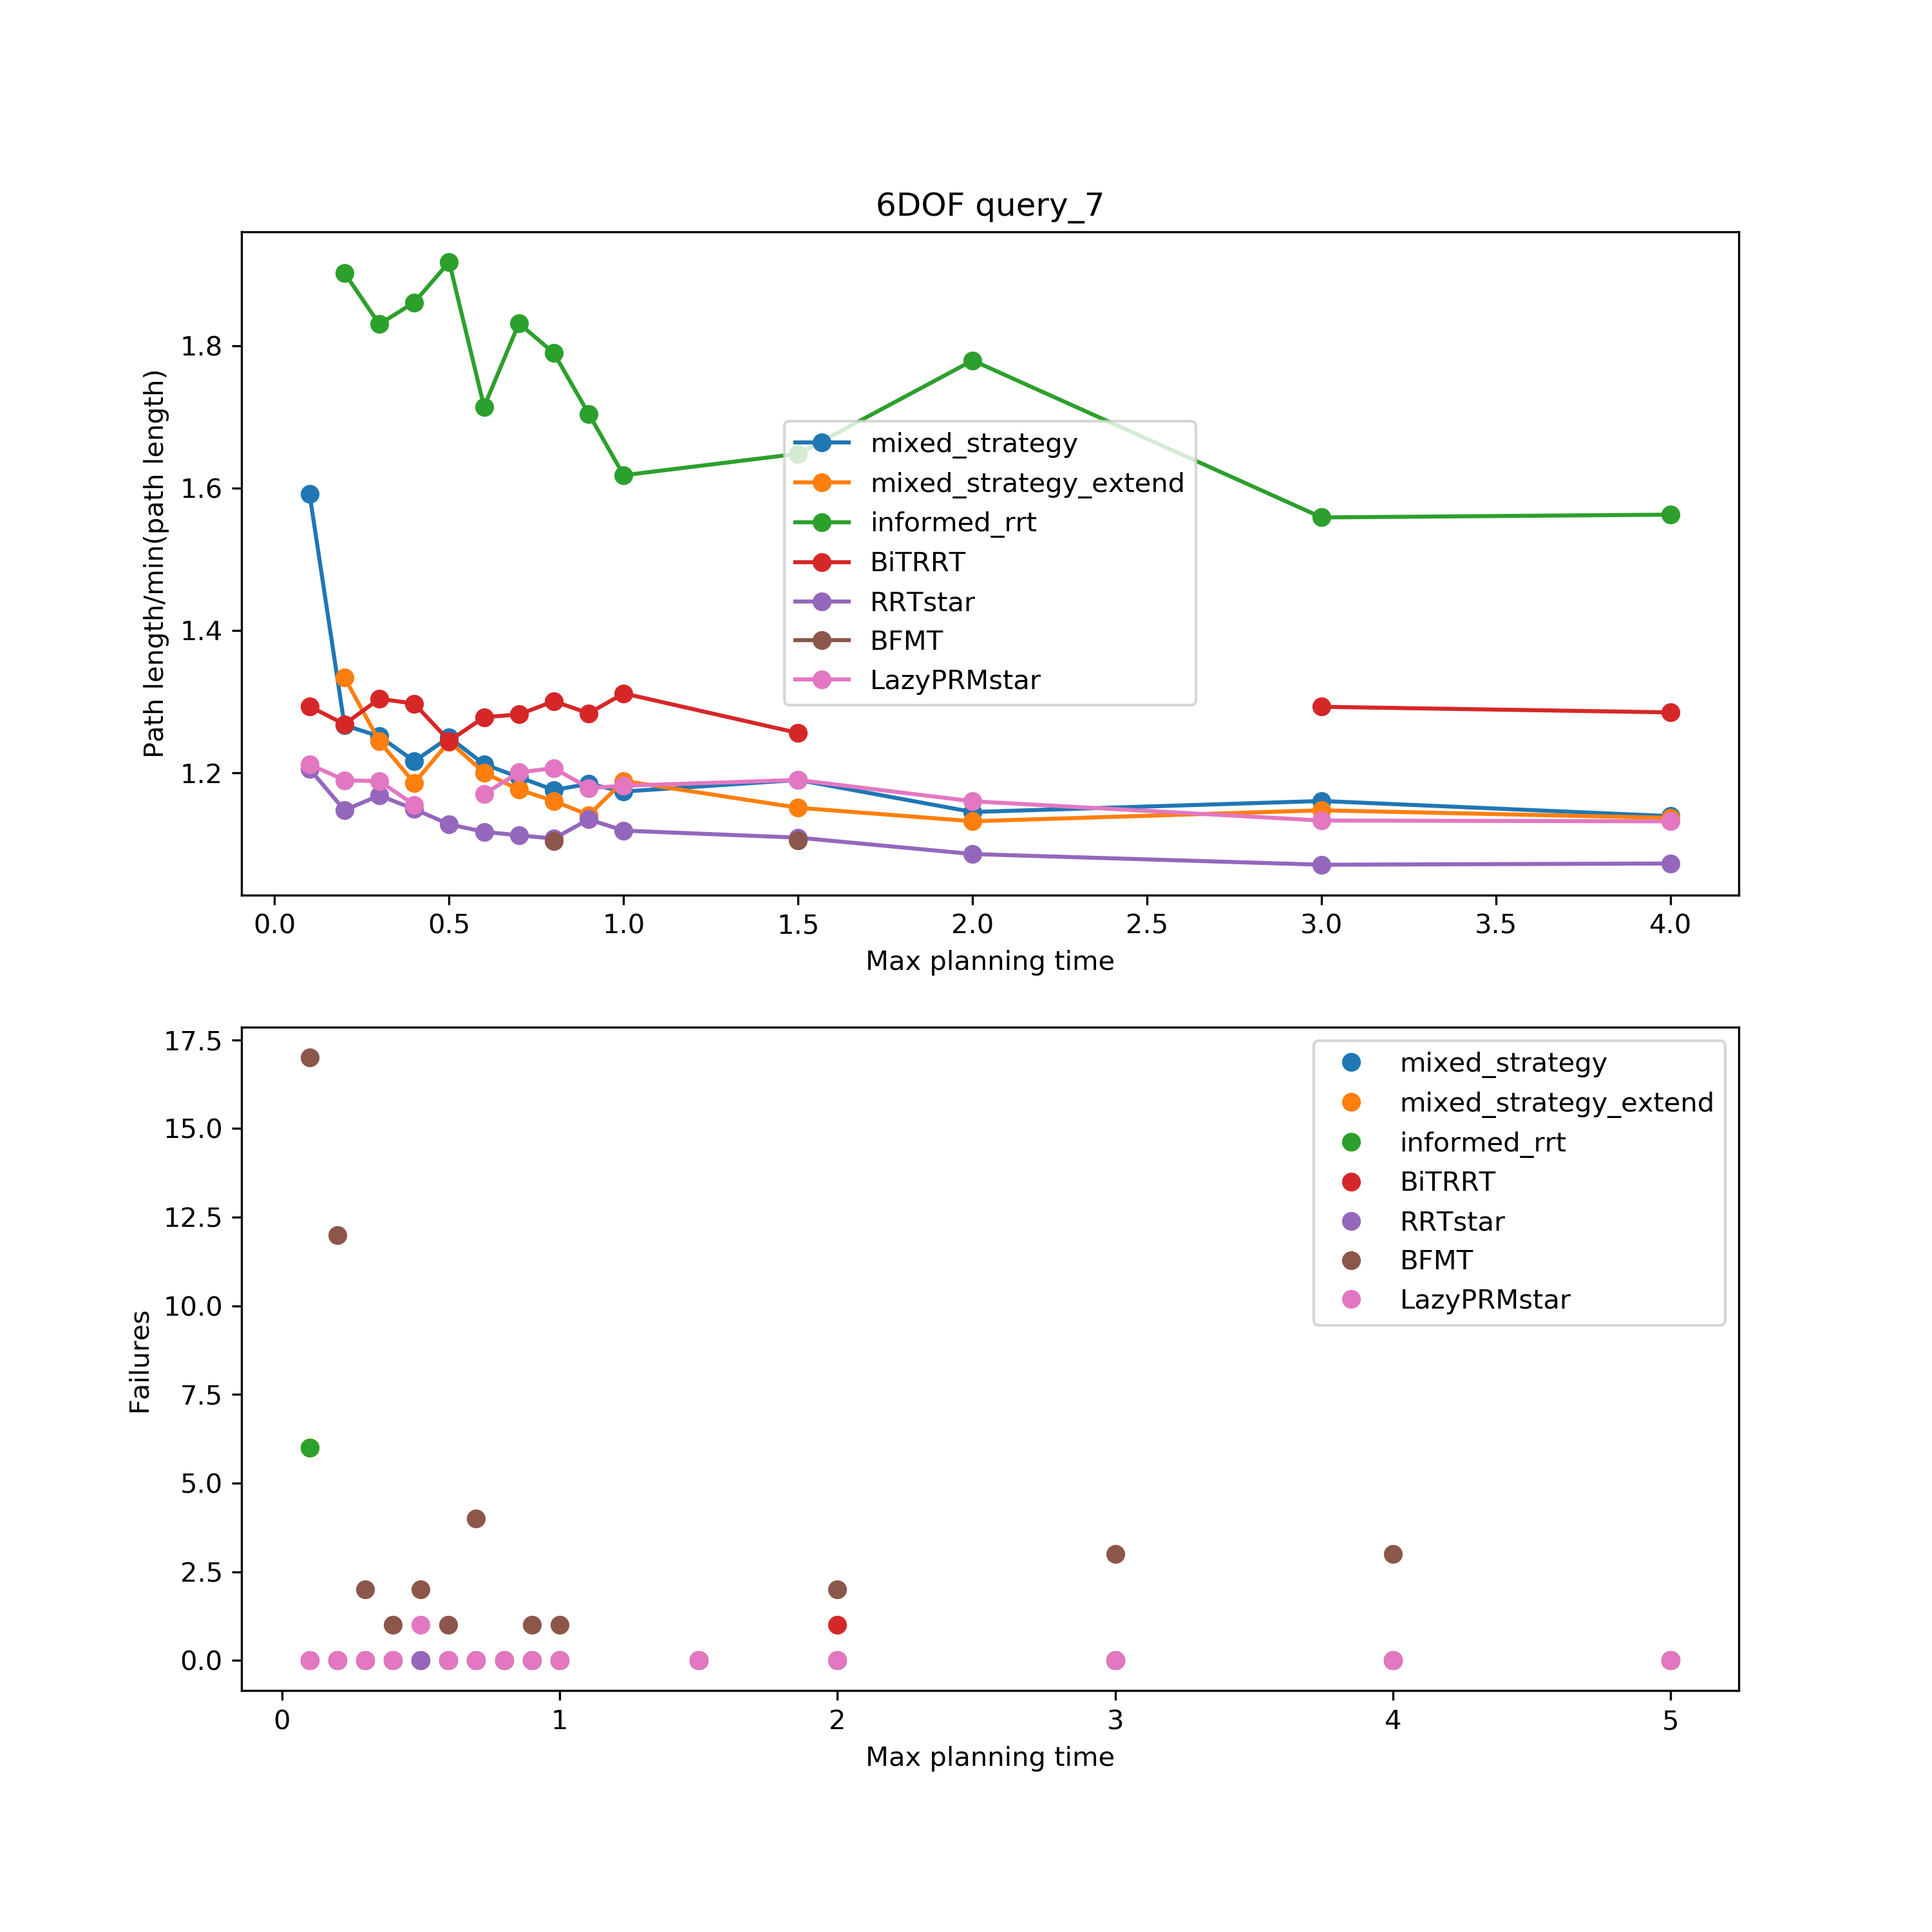 6DOF query_7
Path length/min(path length)
1.8
1.6
1.4
1.2
mixed_strategy
mixed_strategy_extend
informed_rrt
BiTRRT
RRTstar
BFMT
LazyPRMstar
0.0 0.5 1.0 1.5 2.0 2.5 3.0 3.5 4.0
Max planning time
Failures
17.5
15.0
12.5
10.0
7.5
5.0
2.5
0.0
mixed_strategy
mixed_strategy_extend
informed_rrt
BiTRRT
RRTstar
BFMT
LazyPRMstar
0 1 2 3 4 5
Max planning time